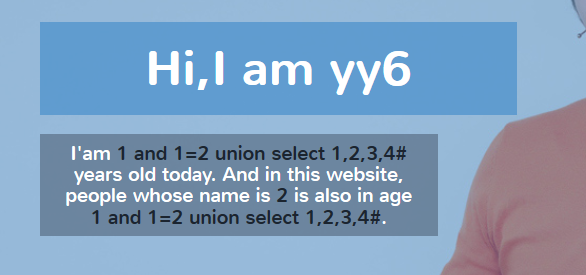 Hi,I am yy6
I'am 1 and 1=2 union select 1,2,3,4#
years old today. And in this website,
people whose name is 2 is also in age
1 and 1=2 union select 1,2,3,4#.